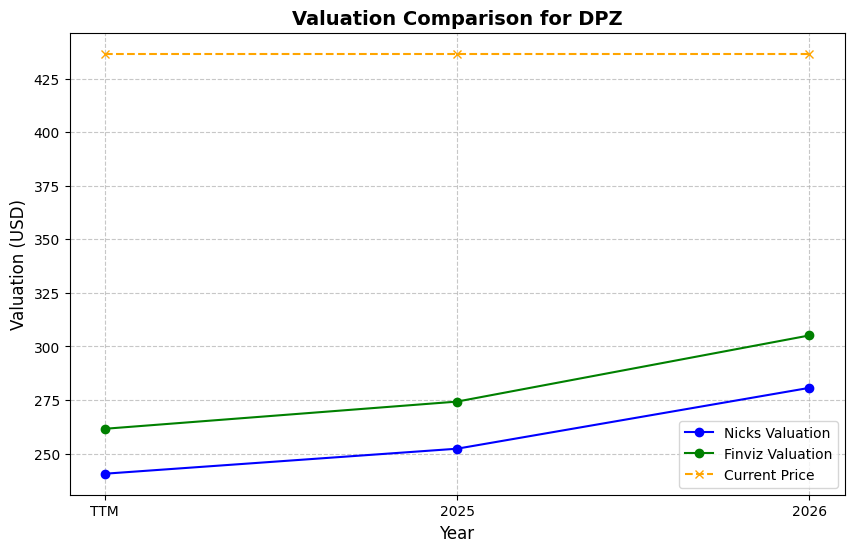 Valuation Comparison for DPZ
Valuation (USD)
425
400
375
350
325
300
275
250
TTM
2025
2026
Year
Nicks Valuation
Finviz Valuation
Current Price